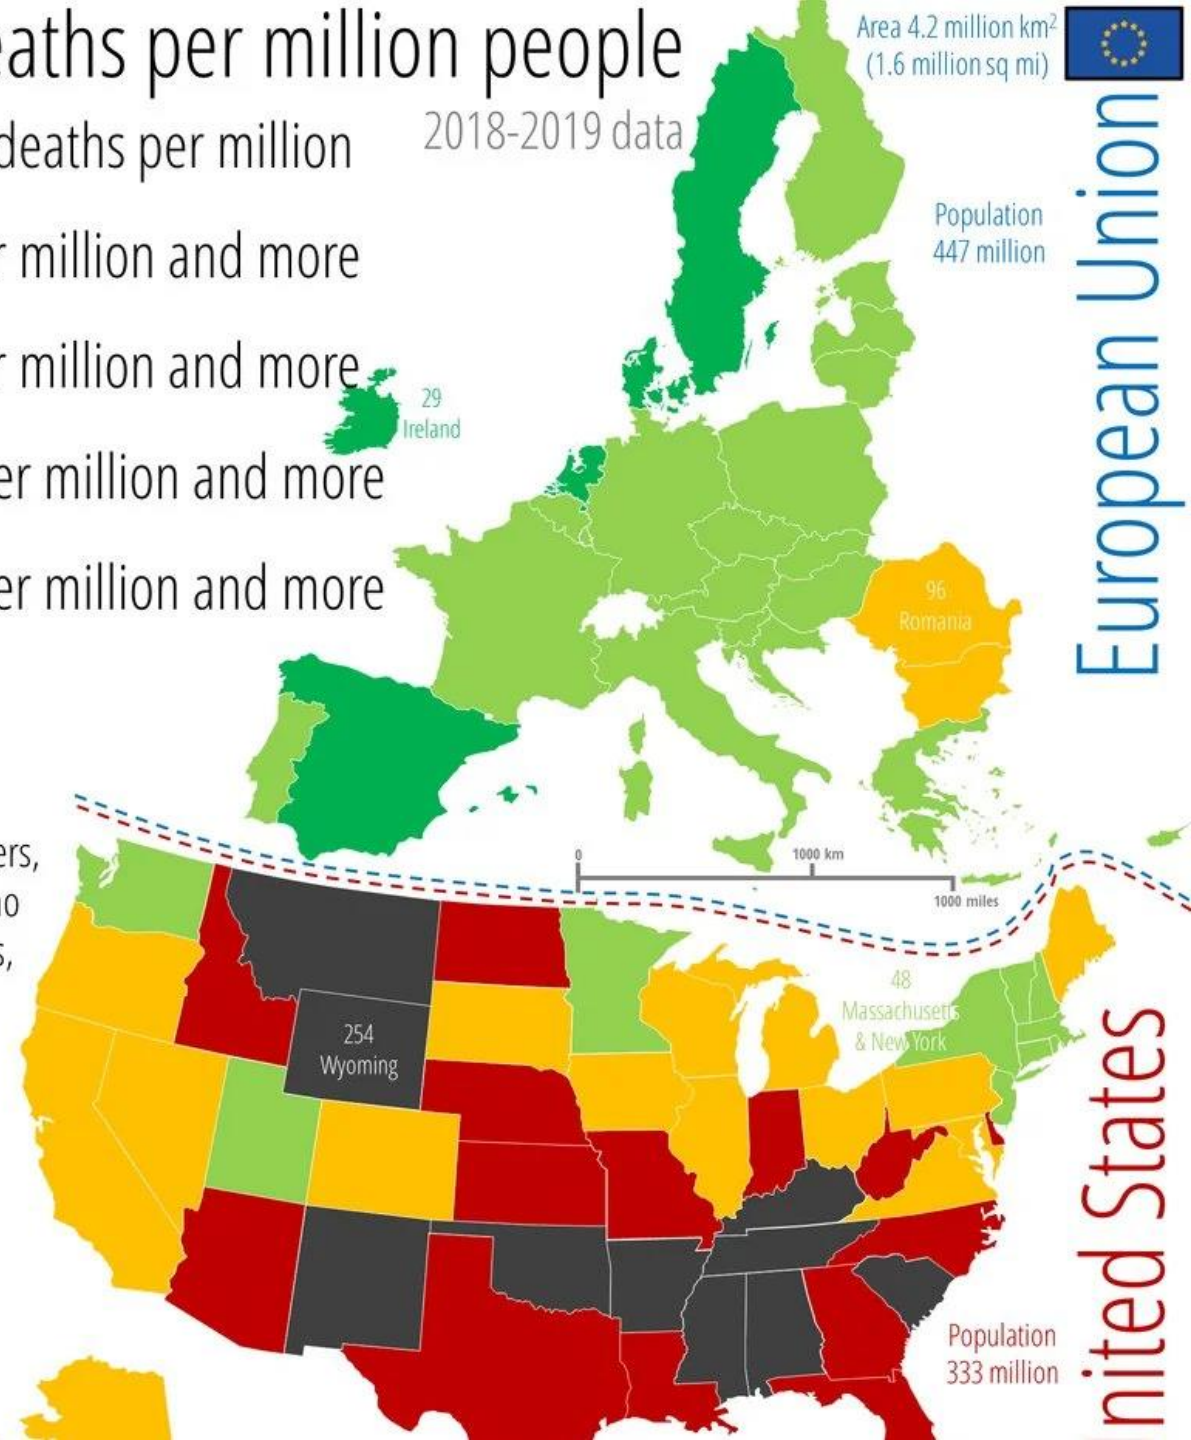 eaths per million people
2018-2019 data
deaths per million
r million and more
r million and more
er million and more
er million and more
Area 4.2 million km²
(1.6 million sq mi)
European Union
Population
447 million
29
Ireland
96
Romania
ers,
no
s,
0
1000 km
1000 miles
254
Wyoming
48
Massachusetts
& New York
nited States
Population
333 million